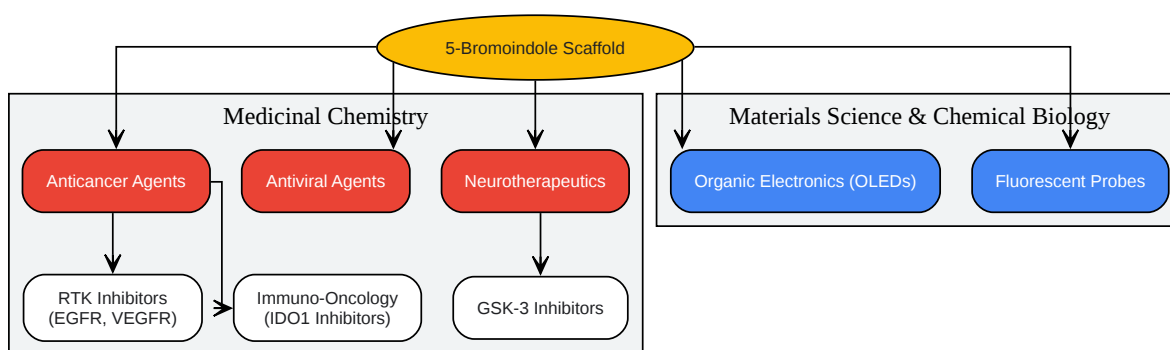 5-Bromoindole Scaffold
Medicinal Chemistry
Materials Science & Chemical Biology
Anticancer Agents
Antiviral Agents
Neurotherapeutics
Organic Electronics (OLEDs)
Fluorescent Probes
RTK Inhibitors
(EGFR, VEGFR)
Immuno-Oncology
(IDO1 Inhibitors)
GSK-3 Inhibitors